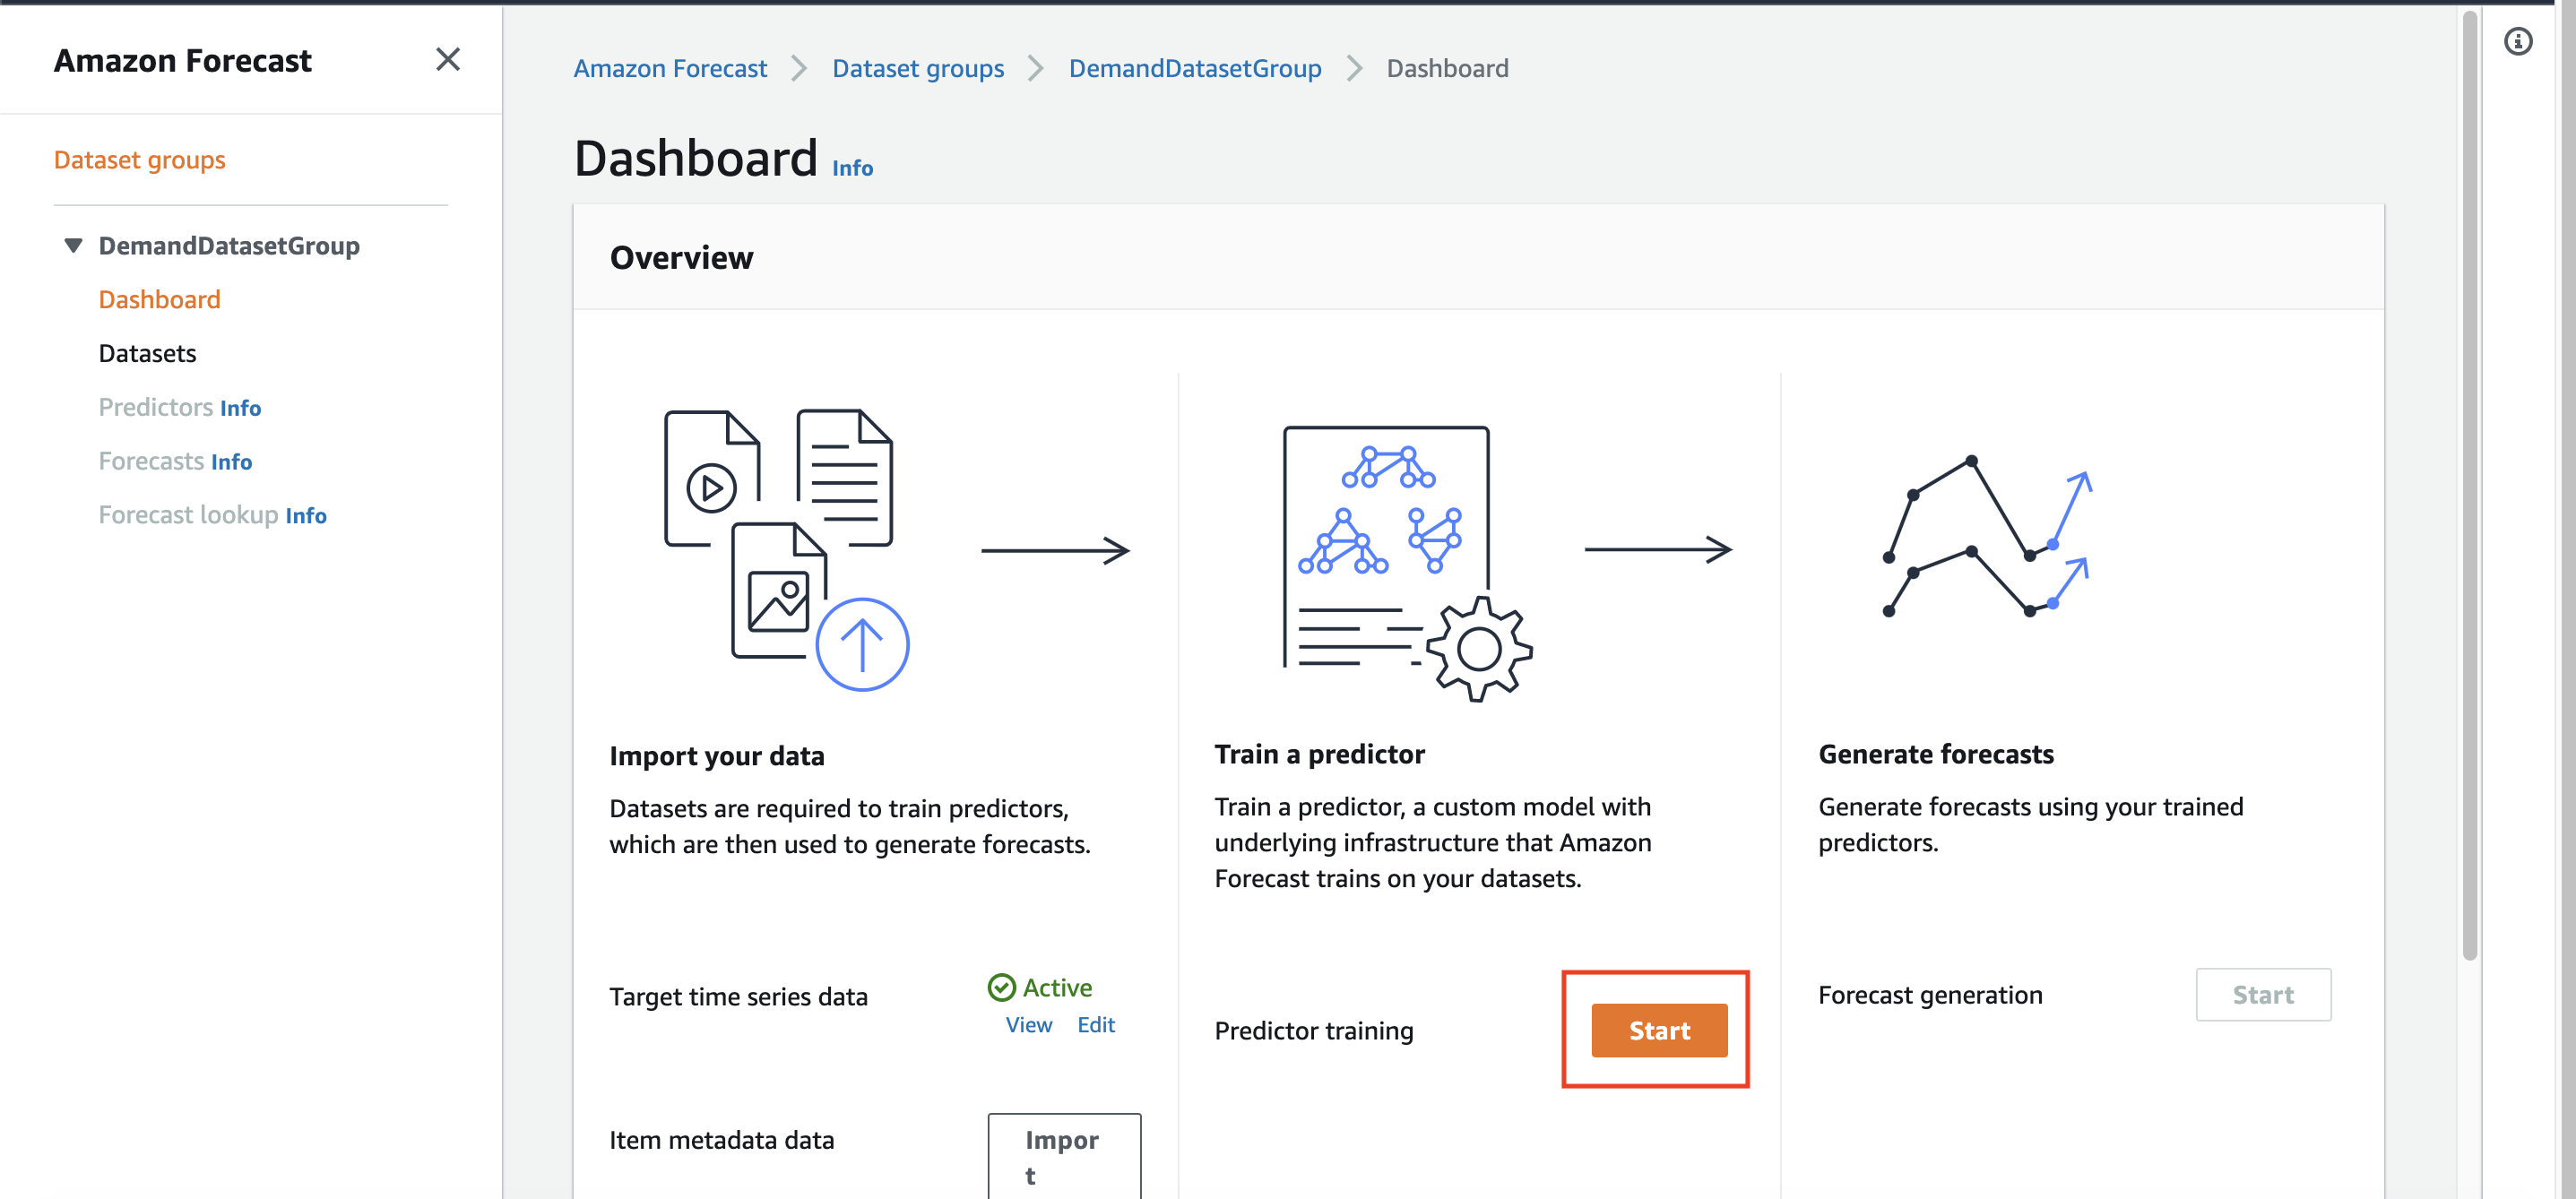 Amazon Forecast
Dataset groups
DemandDatasetGroup
Dashboard
Datasets
Predictors Info
Forecasts Info
Forecast lookup Info
Amazon Forecast
Dataset groups
DemandDatasetGroup
Dashboard
Dashboard Info
Overview
Import your data
Datasets are required to train predictors,
which are then used to generate forecasts.
Target time series data
Active
View Edit
Item metadata data
Impor
t
Train a predictor
Train a predictor, a custom model with
underlying infrastructure that Amazon
Forecast trains on your datasets.
Predictor training
Start
Generate forecasts
Generate forecasts using your trained
predictors.
Forecast generation
Start